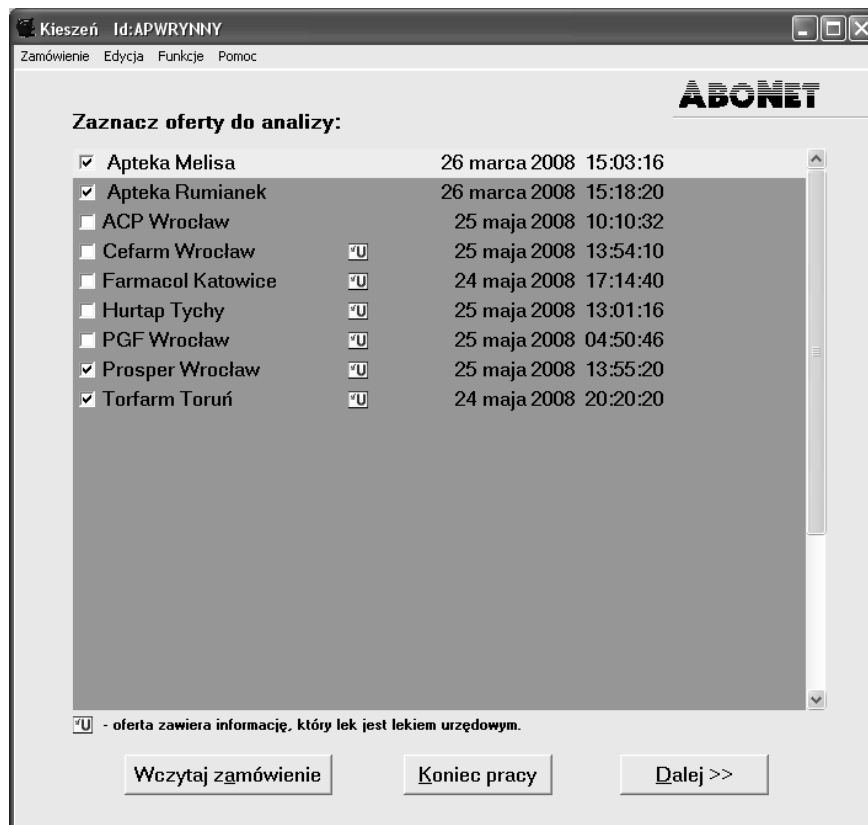 Kieszeń Id:APWRYNNY
Zamówienie Edycja Funkcje Pomoc
ABONET
Zaznacz oferty do analizy:
Apteka Melisa 26 marca 2008 15:03:16
Apteka Rumianek 26 marca 2008 15:18:20
ACP Wrocław 25 maja 2008 10:10:32
Cefarm Wrocław U 25 maja 2008 13:54:10
Farmacol Katowice U 24 maja 2008 17:14:40
Hurtap Tychy U 25 maja 2008 13:01:16
PGF Wrocław U 25 maja 2008 04:50:46
Prosper Wrocław U 25 maja 2008 13:55:20
Torfarm Toruń U 24 maja 2008 20:20:20
U - oferta zawiera informację, który lek jest lekiem urzędowym.
Wczytaj zamówienie Koniec pracy Dalej >>